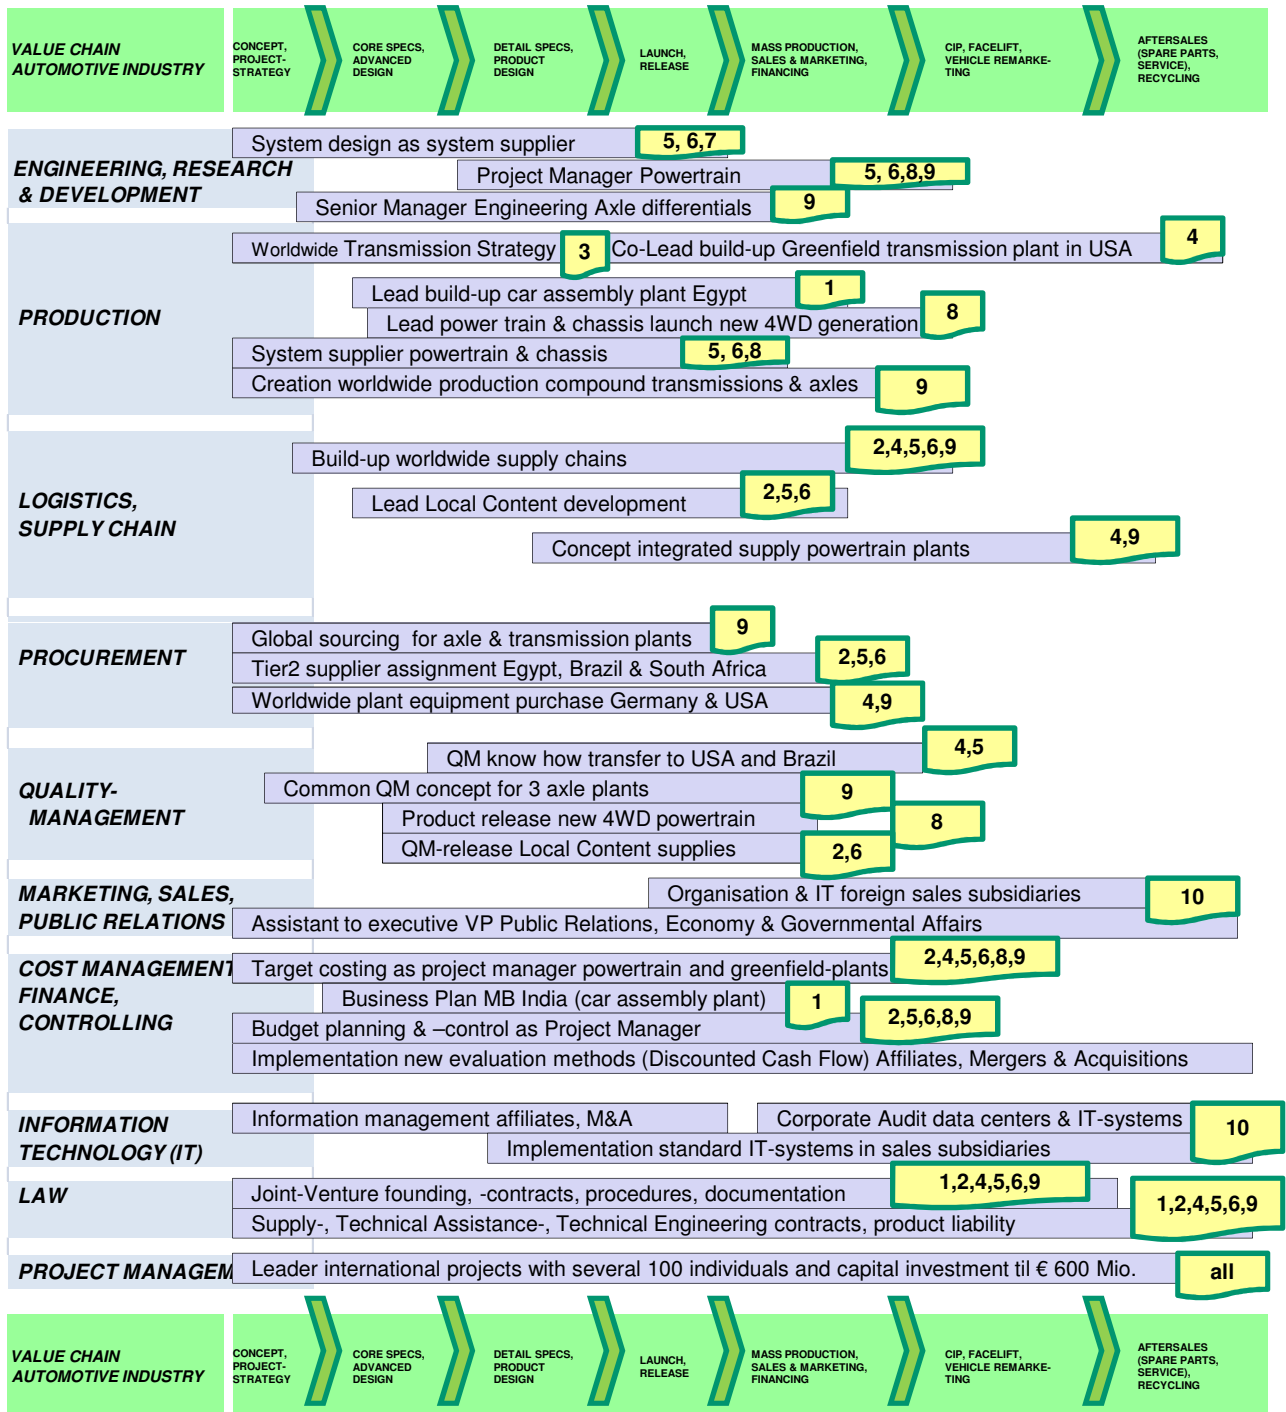 VALUE CHAIN
AUTOMOTIVE INDUSTRY
CONCEPT,
PROJECT-
STRATEGY
CORE SPECS,
ADVANCED
DESIGN
DETAIL SPECS,
PRODUCT
DESIGN
LAUNCH,
RELEASE
MASS PRODUCTION,
SALES & MARKETING,
FINANCING
CIP, FACELIFT,
VEHICLE REMARKE-
TING
AFTERSALES
(SPARE PARTS,
SERVICE),
RECYCLING
ENGINEERING, RESEARCH
& DEVELOPMENT
System design as system supplier
5, 6,7
Project Manager Powertrain
5, 6,8,9
Senior Manager Engineering Axle differentials
9
PRODUCTION
Worldwide Transmission Strategy
3
Co-Lead build-up Greenfield transmission plant in USA
4
Lead build-up car assembly plant Egypt
1
Lead power train & chassis launch new 4WD generation
8
System supplier powertrain & chassis
5, 6,8
Creation worldwide production compound transmissions & axles
9
LOGISTICS,
SUPPLY CHAIN
Build-up worldwide supply chains
2,4,5,6,9
Lead Local Content development
2,5,6
Concept integrated supply powertrain plants
4,9
PROCUREMENT
Global sourcing for axle & transmission plants
9
Tier2 supplier assignment Egypt, Brazil & South Africa
2,5,6
Worldwide plant equipment purchase Germany & USA
4,9
QUALITY-
MANAGEMENT
QM know how transfer to USA and Brazil
4,5
Common QM concept for 3 axle plants
9
Product release new 4WD powertrain
8
QM-release Local Content supplies
2,6
MARKETING, SALES,
PUBLIC RELATIONS
Organisation & IT foreign sales subsidiaries
10
Assistant to executive VP Public Relations, Economy & Governmental Affairs
COST MANAGEMENT
FINANCE,
CONTROLLING
Target costing as project manager powertrain and greenfield-plants
2,4,5,6,8,9
Business Plan MB India (car assembly plant)
1
Budget planning & –control as Project Manager
2,5,6,8,9
Implementation new evaluation methods (Discounted Cash Flow) Affiliates, Mergers & Acquisitions
INFORMATION
TECHNOLOGY (IT)
Information management affiliates, M&A
Corporate Audit data centers & IT-systems
10
Implementation standard IT-systems in sales subsidiaries
LAW
Joint-Venture founding, -contracts, procedures, documentation
1,2,4,5,6,9
Supply-, Technical Assistance-, Technical Engineering contracts, product liability
1,2,4,5,6,9
PROJECT MANAGEM
Leader international projects with several 100 individuals and capital investment til € 600 Mio.
all
VALUE CHAIN
AUTOMOTIVE INDUSTRY
CONCEPT,
PROJECT-
STRATEGY
CORE SPECS,
ADVANCED
DESIGN
DETAIL SPECS,
PRODUCT
DESIGN
LAUNCH,
RELEASE
MASS PRODUCTION,
SALES & MARKETING,
FINANCING
CIP, FACELIFT,
VEHICLE REMARKE-
TING
AFTERSALES
(SPARE PARTS,
SERVICE),
RECYCLING